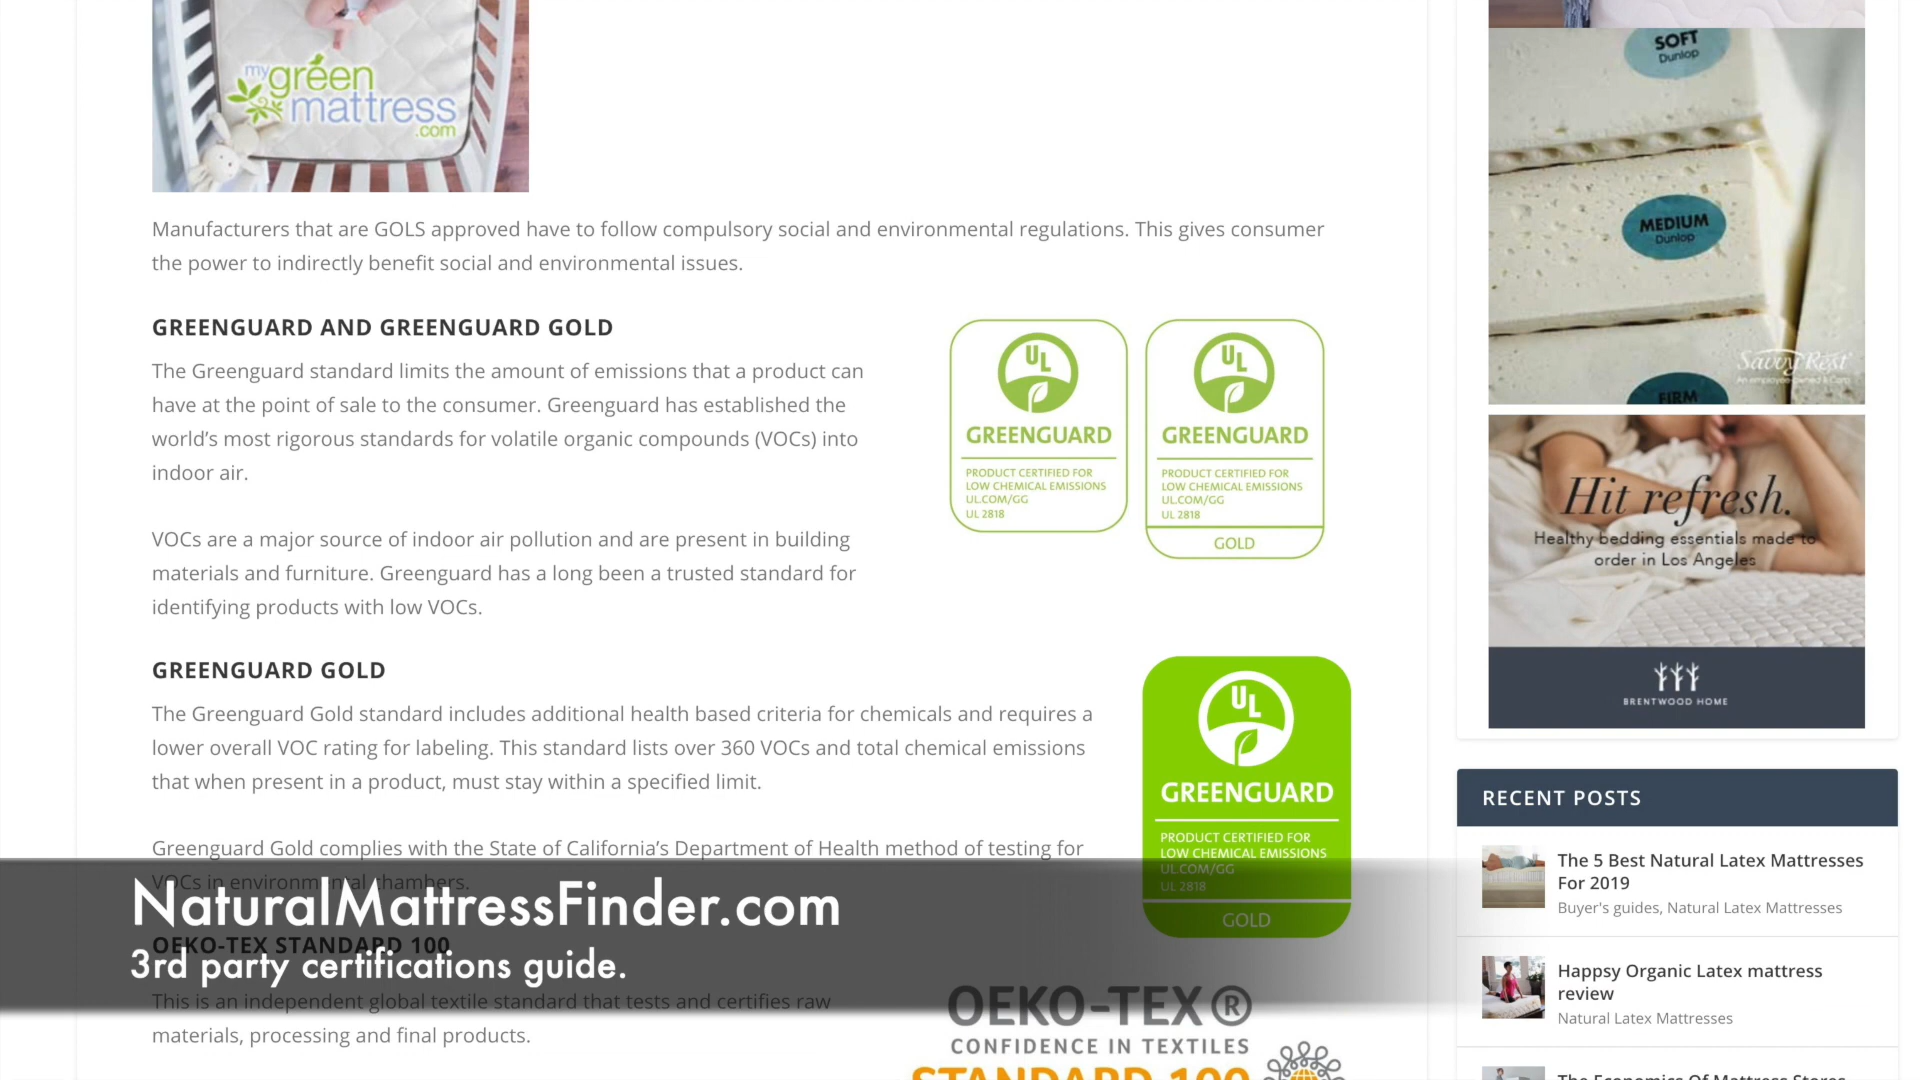 my
green
mattress
.com
Manufacturers that are GOLS approved have to follow compulsory social and environmental regulations. This gives consumer
the power to indirectly benefit social and environmental issues.
GREENGUARD AND GREENGUARD GOLD
The Greenguard standard limits the amount of emissions that a product can
have at the point of sale to the consumer. Greenguard has established the
world's most rigorous standards for volatile organic compounds (VOCs) into
indoor air.
VOCs are a major source of indoor air pollution and are present in building
materials and furniture. Greenguard has a long been a trusted standard for
identifying products with low VOCs.
UL
GREENGUARD
PRODUCT CERTIFIED FOR
LOW CHEMICAL EMISSIONS
UL.COM/GG
UL 2818
UL
GREENGUARD
PRODUCT CERTIFIED FOR
LOW CHEMICAL EMISSIONS
UL.COM/GG
UL 2818
GOLD
GREENGUARD GOLD
The Greenguard Gold standard includes additional health based criteria for chemicals and requires a
lower overall VOC rating for labeling. This standard lists over 360 VOCs and total chemical emissions
that when present in a product, must stay within a specified limit.
Greenguard Gold complies with the State of California's Department of Health method of testing for
VOCs in environmental chambers.
UL
GREENGUARD
PRODUCT CERTIFIED FOR
LOW CHEMICAL EMISSIONS
UL.COM/GG
UL 2818
GOLD
NaturalMattressFinder.com
OEKO-TEX STANDARD 100
3rd party certifications guide.
This is an independent global textile standard that tests and certifies raw
materials, processing and final products.
OEKO-TEX®
CONFIDENCE IN TEXTILES
STANDARD 100
SOFT
Dunlop
MEDIUM
Dunlop
FIRM
Savvy Rest
An employee-owned B Corp
Hit refresh.
Healthy bedding essentials made to
order in Los Angeles
BRENTWOOD HOME
RECENT POSTS
The 5 Best Natural Latex Mattresses
For 2019
Buyer's guides, Natural Latex Mattresses
Happsy Organic Latex mattress
review
Natural Latex Mattresses
The Economics Of Mattress Stores